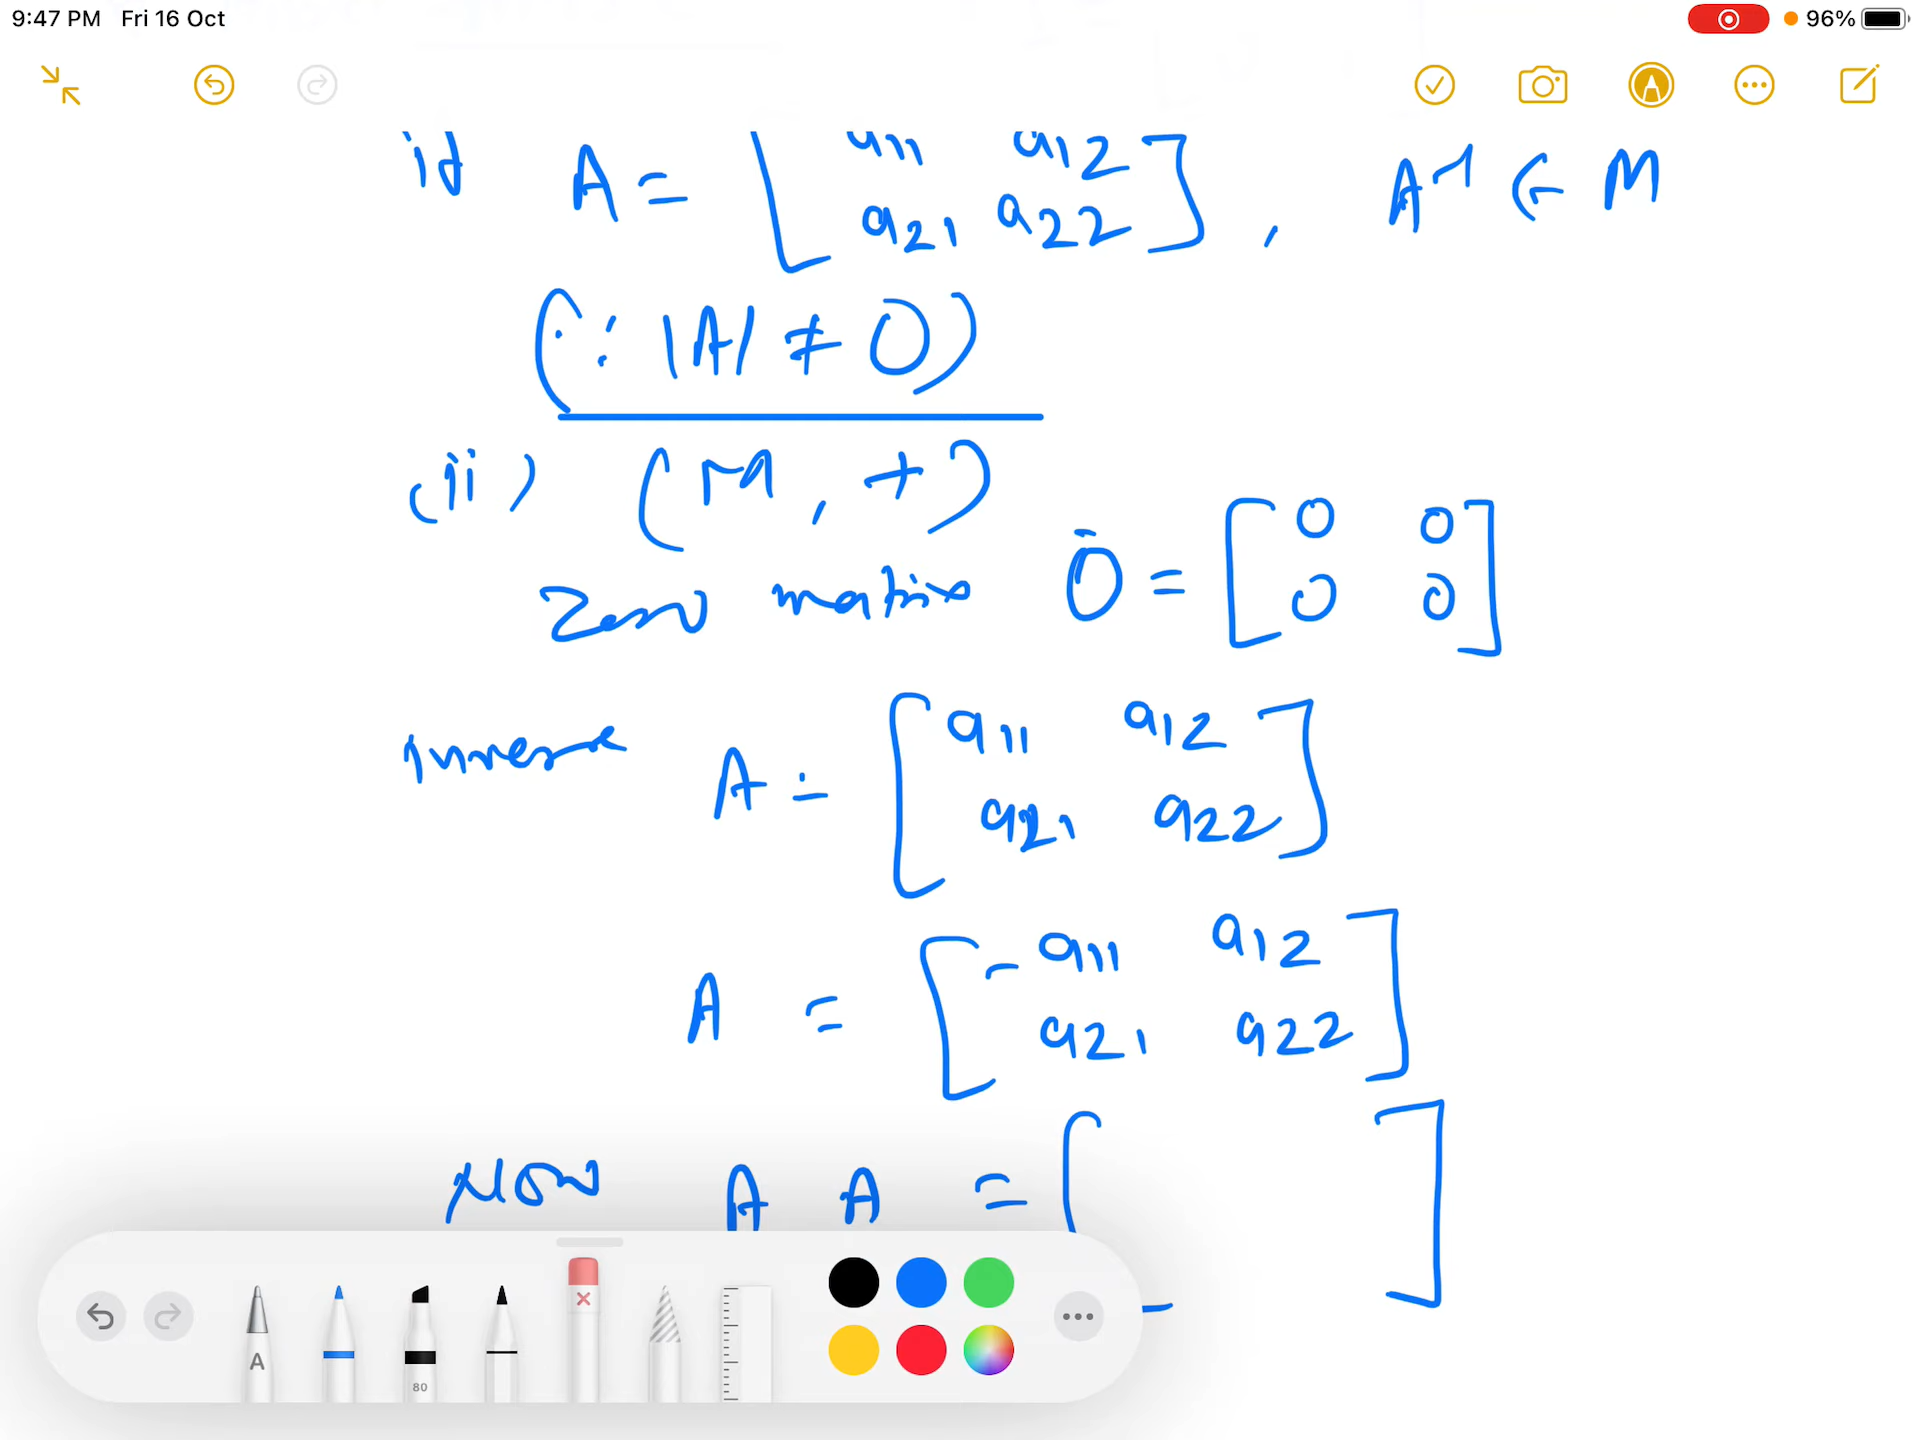 9:47 PM Fri 16 Oct 96%
if A = [ a11 a12
a21 a22 ] , A⁻¹ ∈ M
(∵ |A| ≠ 0)
(ii) (M, +)
Zero matrix O = [ 0 0
0 0 ]
inverse A = [ a11 a12
a21 a22 ]
A = [ - a11 a12
a21 a22 ]
Now A A = [ ]
A 80